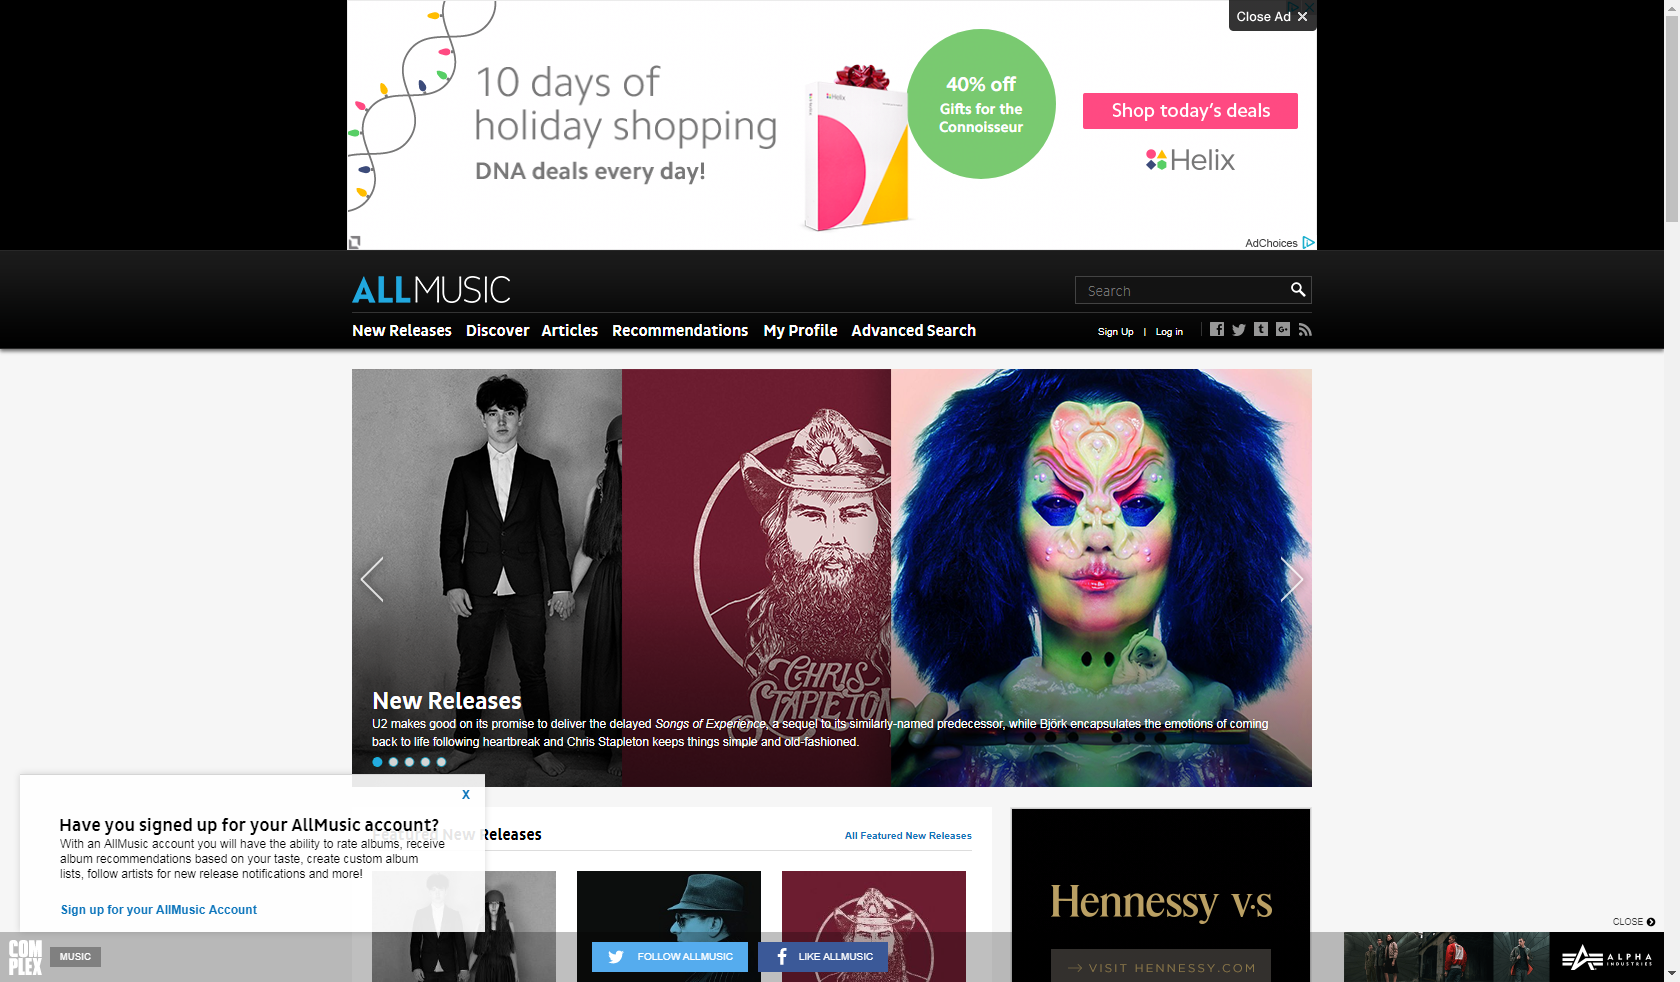 Close Ad X
10 days of
holiday shopping
DNA deals every day!
Helix
40% off
Gifts for the
Connoisseur
Shop today's deals
Helix
AdChoices
ALLMUSIC
Search
New Releases Discover Articles Recommendations My Profile Advanced Search
Sign Up | Log in
CHRIS
STAPLETON
New Releases
U2 makes good on its promise to deliver the delayed Songs of Experience, a sequel to its similarly-named predecessor, while Björk encapsulates the emotions of coming
back to life following heartbreak and Chris Stapleton keeps things simple and old-fashioned.
X
Have you signed up for your AllMusic account?
With an AllMusic account you will have the ability to rate albums, receive
album recommendations based on your taste, create custom album
lists, follow artists for new release notifications and more!
Sign up for your AllMusic Account
Featured New Releases
All Featured New Releases
Hennessy V.S
VISIT HENNESSY.COM
CLOSE
COM
PLEX
MUSIC
FOLLOW ALLMUSIC
LIKE ALLMUSIC
ALPHA
INDUSTRIES